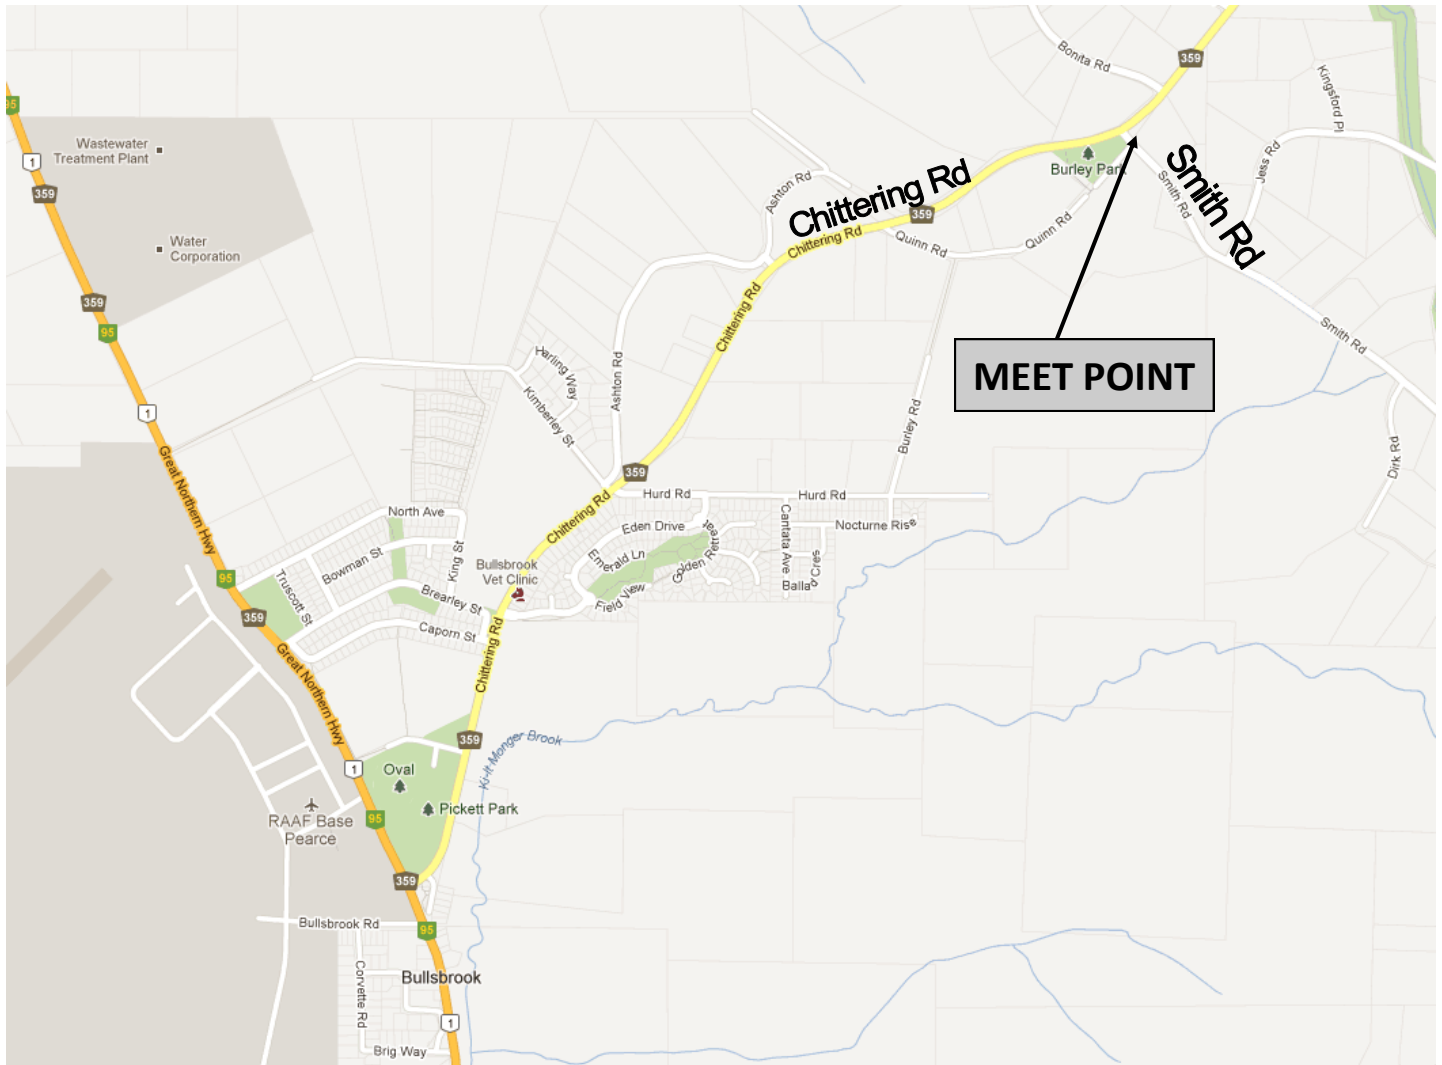 359
Bonita Rd
Kingsford Pl
95
Wastewater
Treatment Plant
1
359
Jess Rd
Smith Rd
Burley Park
Smith Rd
Ashton Rd
Chittering Rd
359
Chittering Rd
Quinn Rd
Quinn Rd
Water
Corporation
359
95
Chittering Rd
Smith Rd
MEET POINT
Harling Way
Ashton Rd
Kimberley St
1
Burley Rd
Dirk Rd
Great Northern Hwy
359
Hurd Rd
Hurd Rd
Chittering Rd
North Ave
Eden Drive
Cantata Ave
Nocturne Rise
Bowman St
King St
Bullsbrook
Vet Clinic
Emerald Ln
Golden Retreat
Ballad Cres
95
Truscott St
Brearley St
Field View
359
Caporn St
Chittering Rd
Great Northern Hwy
359
Ki-It Monger Brook
1
Oval
Pickett Park
RAAF Base
Pearce
95
359
Bullsbrook Rd
95
Bullsbrook
Corvette Rd
1
Brig Way